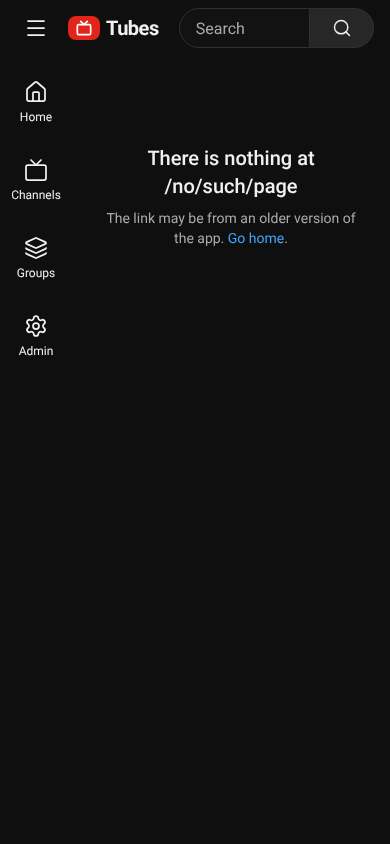 Tubes
Search
Home
Channels
Groups
Admin
There is nothing at
/no/such/page
The link may be from an older version of
the app. Go home.